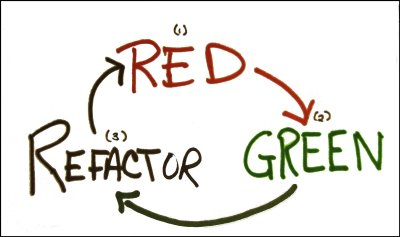 (1)
RED
(2)
GREEN
(3)
REFACTOR